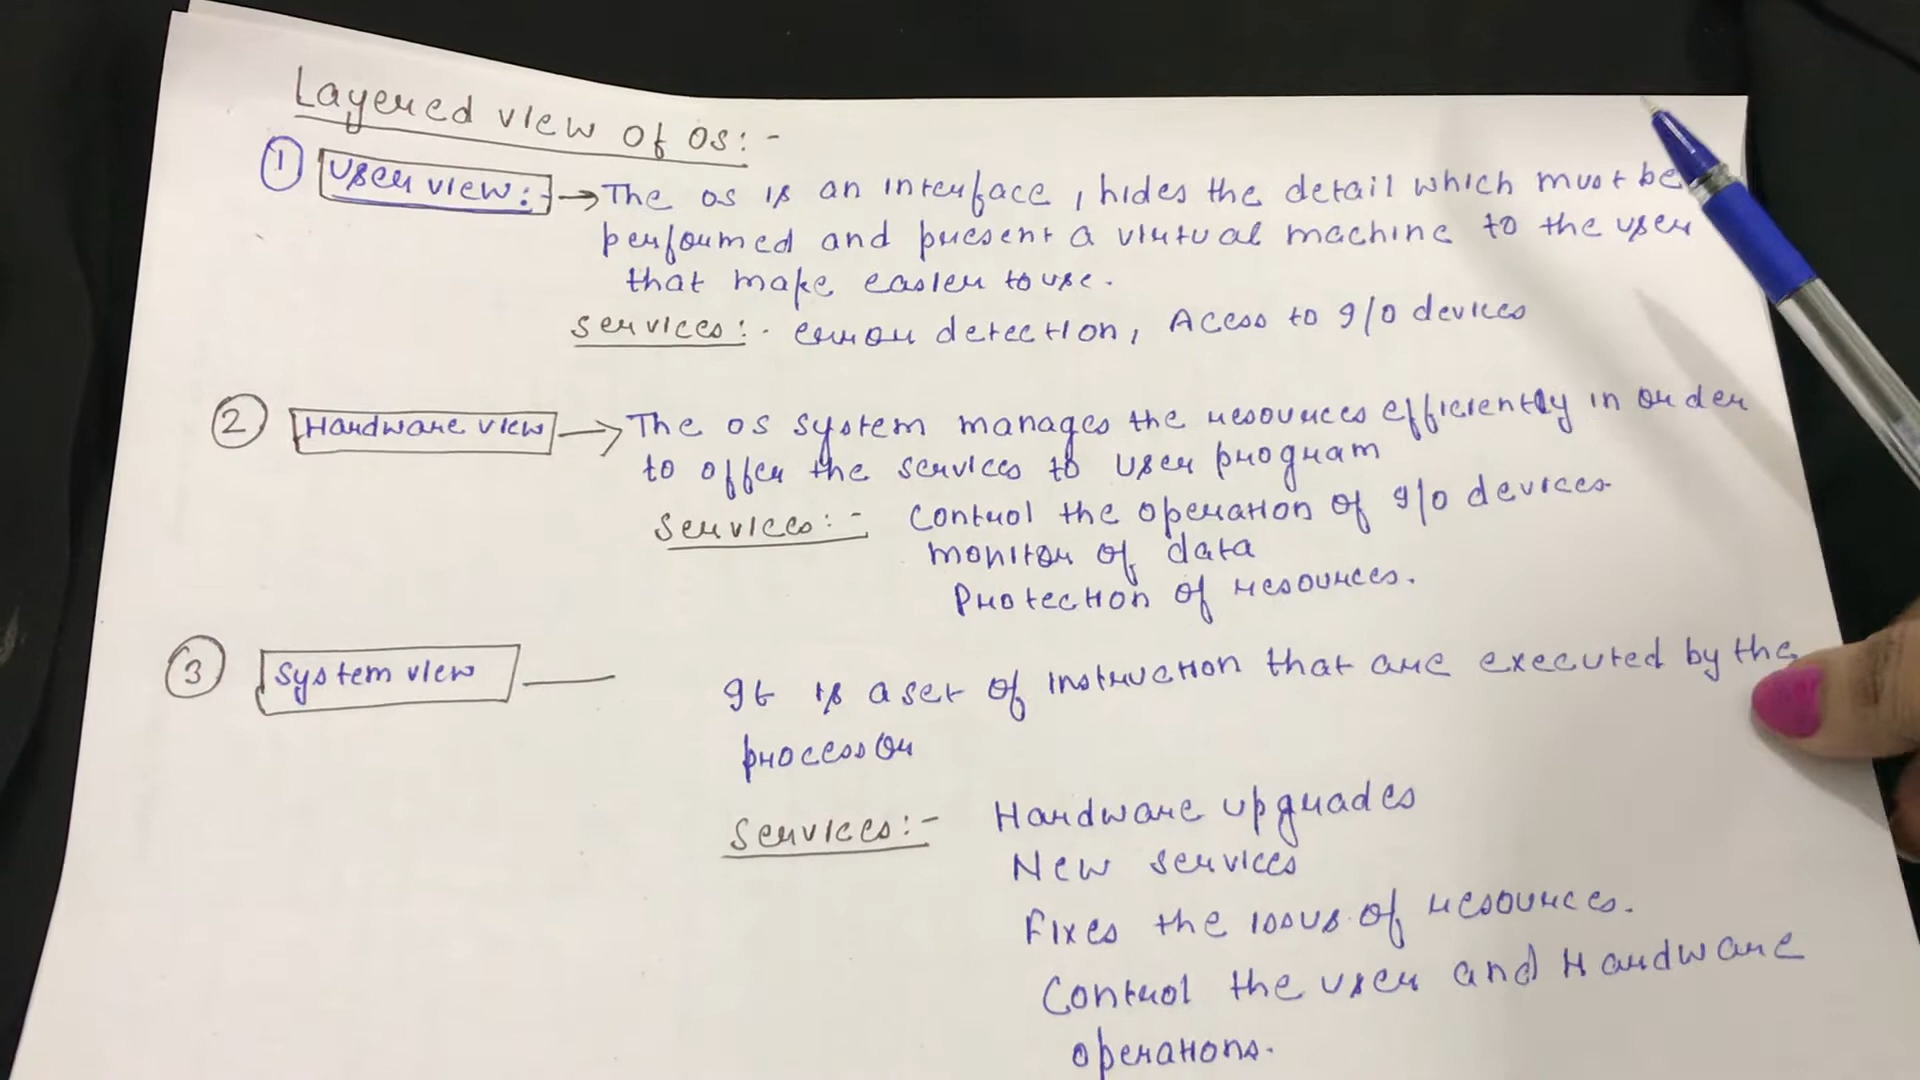 Layered view of OS:-
① User view:- → The OS is an interface, hides the detail which must be
performed and present a virtual machine to the user
that make easier to use.
Services:- error detection, Acess to I/O devices
② Hardware view → The OS system manages the resources efficiently in order
to offer the services to user program
Services:- Control the operation of I/O devices.
monitor of data
Protection of resources.
③ System view — It is a set of instruction that are executed by the
processor
Services:- Hardware upgrades
New services
Fixes the issus of resources.
Control the user and Hardware
operations.